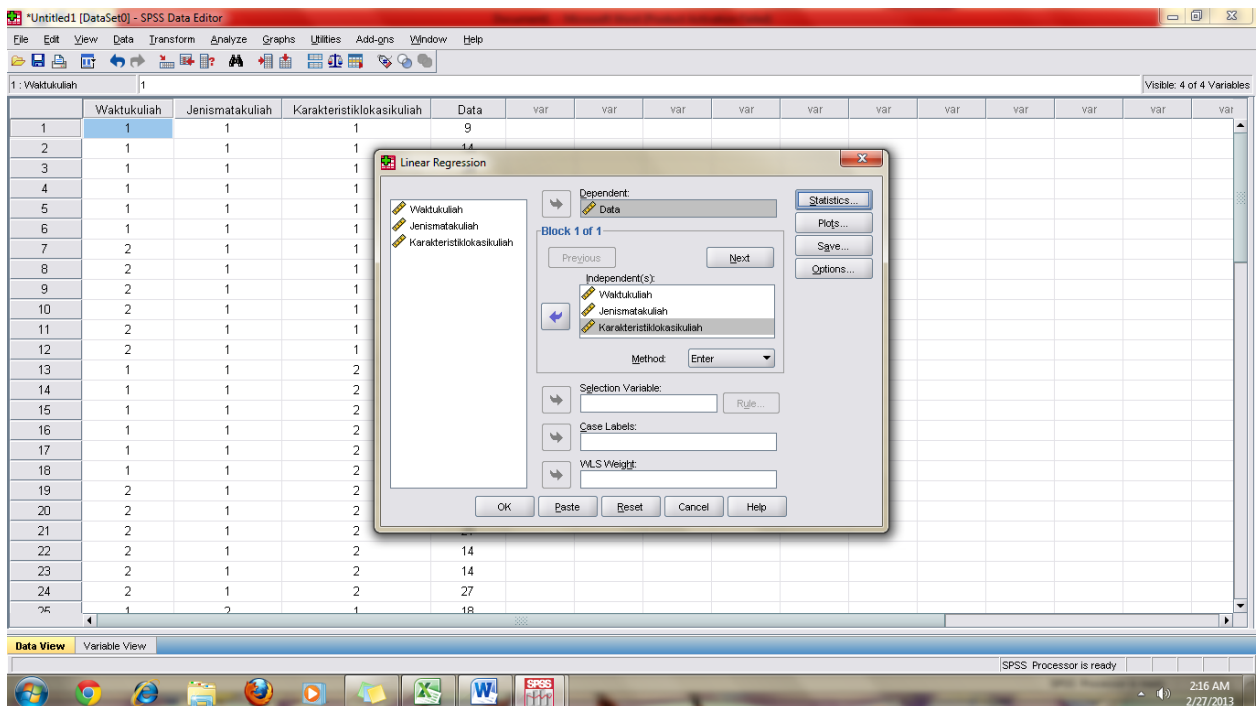 *Untitled1 [DataSet0] - SPSS Data Editor
File Edit View Data Transform Analyze Graphs Utilities Add-ons Window Help
1 : Waktukuliah 1 Visible: 4 of 4 Variables
Waktukuliah Jenismatakuliah Karakteristiklokasikuliah Data var var var var var var var var var var var
1 1 1 1 9
2 1 1 1 14
3 1 1 1
4 1 1 1
5 1 1 1
6 1 1 1
7 2 1 1
8 2 1 1
9 2 1 1
10 2 1 1
11 2 1 1
12 2 1 1
13 1 1 2
14 1 1 2
15 1 1 2
16 1 1 2
17 1 1 2
18 1 1 2
19 2 1 2
20 2 1 2
21 2 1 2
22 2 1 2 14
23 2 1 2 14
24 2 1 2 27
25 1 2 1 18
Linear Regression
Waktukuliah
Jenismatakuliah
Karakteristiklokasikuliah
Dependent:
Data
Block 1 of 1
Previous Next
Independent(s):
Waktukuliah
Jenismatakuliah
Karakteristiklokasikuliah
Method: Enter
Selection Variable:
Rule...
Case Labels:
WLS Weight:
Statistics...
Plots...
Save...
Options...
OK Paste Reset Cancel Help
Data View Variable View
SPSS Processor is ready
SPSS
2:16 AM
2/27/2013